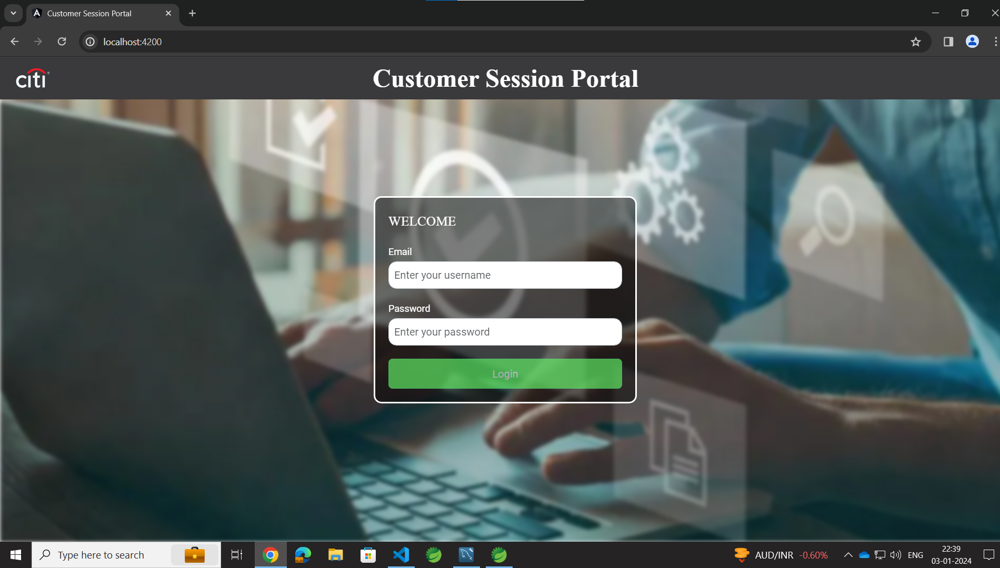 Customer Session Portal
localhost:4200
citi
Customer Session Portal
WELCOME
Email
Enter your username
Password
Enter your password
Login
Type here to search
AUD/INR -0.60%
ENG
22:39
03-01-2024